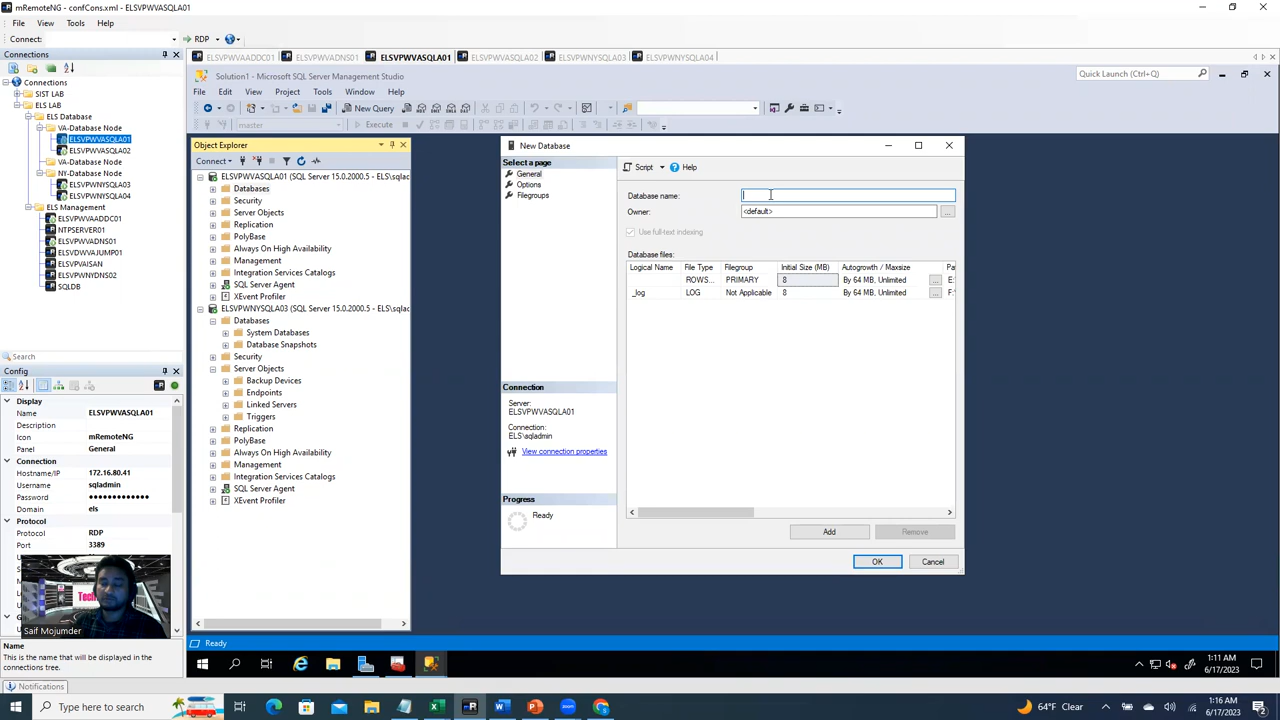 mRemoteNG - confCons.xml - ELSVPWVASQLA01
File View Tools Help
Connect: RDP
Connections
Connections
SIST LAB
ELS LAB
ELS Database
VA-Database Node
ELSVPWVASQLA01
ELSVPWVASQLA02
VA-Database Node
NY-Database Node
ELSVPWNYSQLA03
ELSVPWNYSQLA04
ELS Management
ELSVPWVAADDC01
NTPSERVER01
ELSVPWVADNS01
ELSVDWVAJUMP01
ELSVPVAISAN
ELSVPWNYDNS02
SQLDB
Search
Config
Display
Name ELSVPWVASQLA01
Description
Icon mRemoteNG
Panel General
Connection
Hostname/IP 172.16.80.41
Username sqladmin
Password ●●●●●●●●●●●●●
Domain els
Protocol
Protocol RDP
Port 3389
Tech
Saif Mojumder
Name
This is the name that will be displayed in the connections tree.
Notifications
ELSVPWVAADDC01 ELSVPWVADNS01 ELSVPWVASQLA01 ELSVPWVASQLA02 ELSVPWNYSQLA03 ELSVPWNYSQLA04
Solution1 - Microsoft SQL Server Management Studio
Quick Launch (Ctrl+Q)
File Edit View Project Tools Window Help
New Query
master Execute
Object Explorer
Connect
ELSVPWVASQLA01 (SQL Server 15.0.2000.5 - ELS\sqlad
Databases
Security
Server Objects
Replication
PolyBase
Always On High Availability
Management
Integration Services Catalogs
SQL Server Agent
XEvent Profiler
ELSVPWNYSQLA03 (SQL Server 15.0.2000.5 - ELS\sqla
Databases
System Databases
Database Snapshots
Security
Server Objects
Backup Devices
Endpoints
Linked Servers
Triggers
Replication
PolyBase
Always On High Availability
Management
Integration Services Catalogs
SQL Server Agent
XEvent Profiler
Ready
New Database
Select a page
General
Options
Filegroups
Connection
Server:
ELSVPWVASQLA01
Connection:
ELS\sqladmin
View connection properties
Progress
Ready
Script Help
Database name:
Owner: <default> ...
Use full-text indexing
Database files:
Logical Name File Type Filegroup Initial Size (MB) Autogrowth / Maxsize Pa
ROWS... PRIMARY 8 By 64 MB, Unlimited ... E:
_log LOG Not Applicable 8 By 64 MB, Unlimited ... F:
Add Remove
OK Cancel
1:11 AM
6/17/2023
Type here to search
64°F Clear
1:16 AM
6/17/2023
2